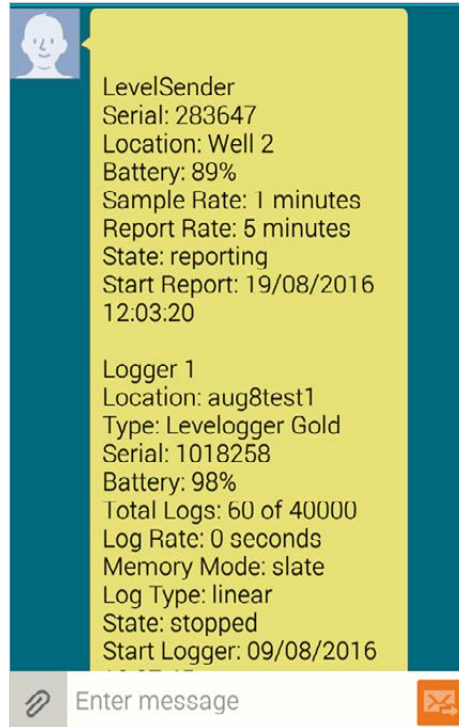 LevelSender
Serial: 283647
Location: Well 2
Battery: 89%
Sample Rate: 1 minutes
Report Rate: 5 minutes
State: reporting
Start Report: 19/08/2016
12:03:20
Logger 1
Location: aug8test1
Type: Levelogger Gold
Serial: 1018258
Battery: 98%
Total Logs: 60 of 40000
Log Rate: 0 seconds
Memory Mode: slate
Log Type: linear
State: stopped
Start Logger: 09/08/2016
Enter message